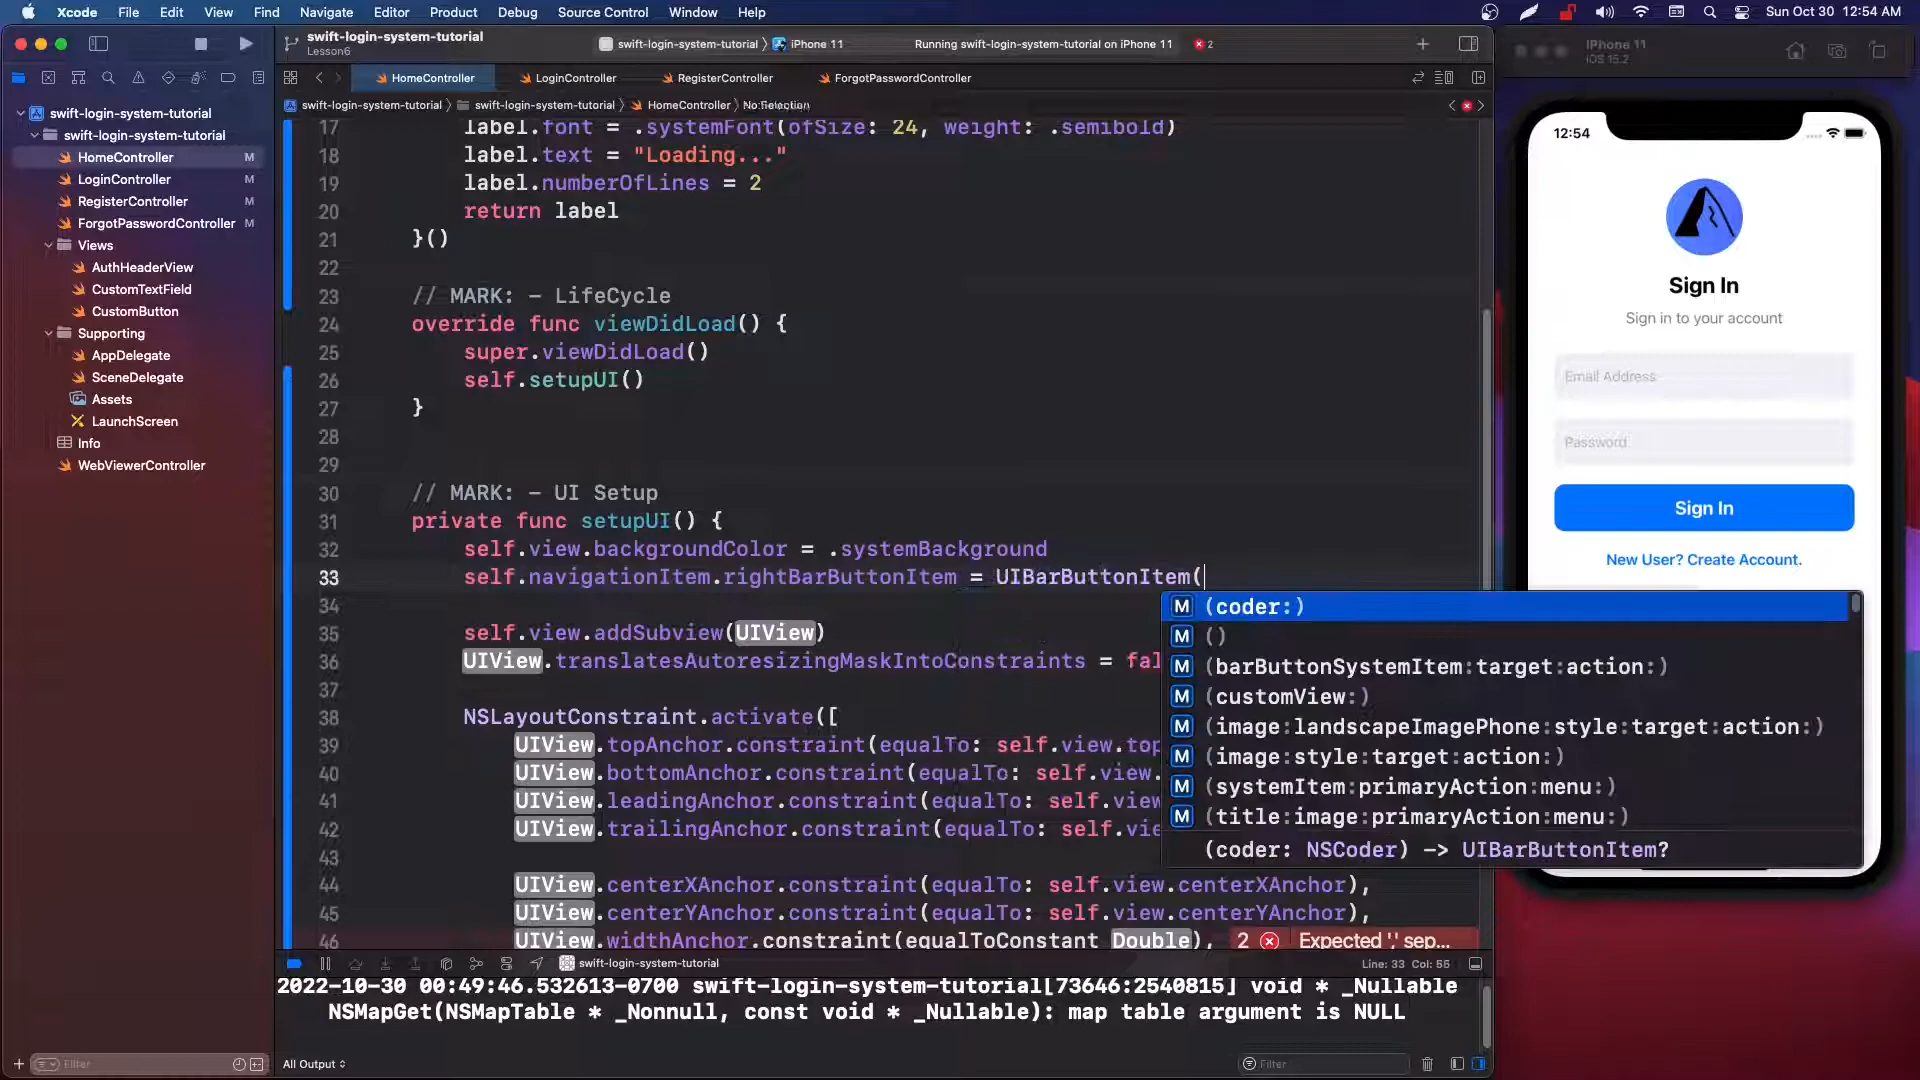 Xcode File Edit View Find Navigate Editor Product Debug Source Control Window Help
Sun Oct 30 12:54 AM
swift-login-system-tutorial
Lesson6
swift-login-system-tutorial 〉 iPhone 11
Running swift-login-system-tutorial on iPhone 11
2
HomeController
LoginController
RegisterController
ForgotPasswordController
swift-login-system-tutorial 〉 swift-login-system-tutorial 〉 HomeController 〉 No Selection
swift-login-system-tutorial
swift-login-system-tutorial
HomeController M
LoginController M
RegisterController M
ForgotPasswordController M
Views
AuthHeaderView
CustomTextField
CustomButton
Supporting
AppDelegate
SceneDelegate
Assets
LaunchScreen
Info
WebViewerController
Filter
17 label.font = .systemFont(ofSize: 24, weight: .semibold)
18 label.text = "Loading..."
19 label.numberOfLines = 2
20 return label
21 }()
22
23 // MARK: - LifeCycle
24 override func viewDidLoad() {
25 super.viewDidLoad()
26 self.setupUI()
27 }
28
29
30 // MARK: - UI Setup
31 private func setupUI() {
32 self.view.backgroundColor = .systemBackground
33 self.navigationItem.rightBarButtonItem = UIBarButtonItem(
34
35 self.view.addSubview(UIView)
36 UIView.translatesAutoresizingMaskIntoConstraints = fal
37
38 NSLayoutConstraint.activate([
39 UIView.topAnchor.constraint(equalTo: self.view.top
40 UIView.bottomAnchor.constraint(equalTo: self.view.
41 UIView.leadingAnchor.constraint(equalTo: self.view
42 UIView.trailingAnchor.constraint(equalTo: self.vie
43
44 UIView.centerXAnchor.constraint(equalTo: self.view.centerXAnchor),
45 UIView.centerYAnchor.constraint(equalTo: self.view.centerYAnchor),
46 UIView.widthAnchor.constraint(equalToConstant Double), 2 Expected ',' sep...
M (coder:)
M ()
M (barButtonSystemItem:target:action:)
M (customView:)
M (image:landscapeImagePhone:style:target:action:)
M (image:style:target:action:)
M (systemItem:primaryAction:menu:)
M (title:image:primaryAction:menu:)
(coder: NSCoder) -> UIBarButtonItem?
swift-login-system-tutorial
Line: 33 Col: 55
2022-10-30 00:49:46.532613-0700 swift-login-system-tutorial[73646:2540815] void * _Nullable
NSMapGet(NSMapTable * _Nonnull, const void * _Nullable): map table argument is NULL
All Output
Filter
iPhone 11
iOS 15.2
12:54
Sign In
Sign in to your account
Email Address
Password
Sign In
New User? Create Account.